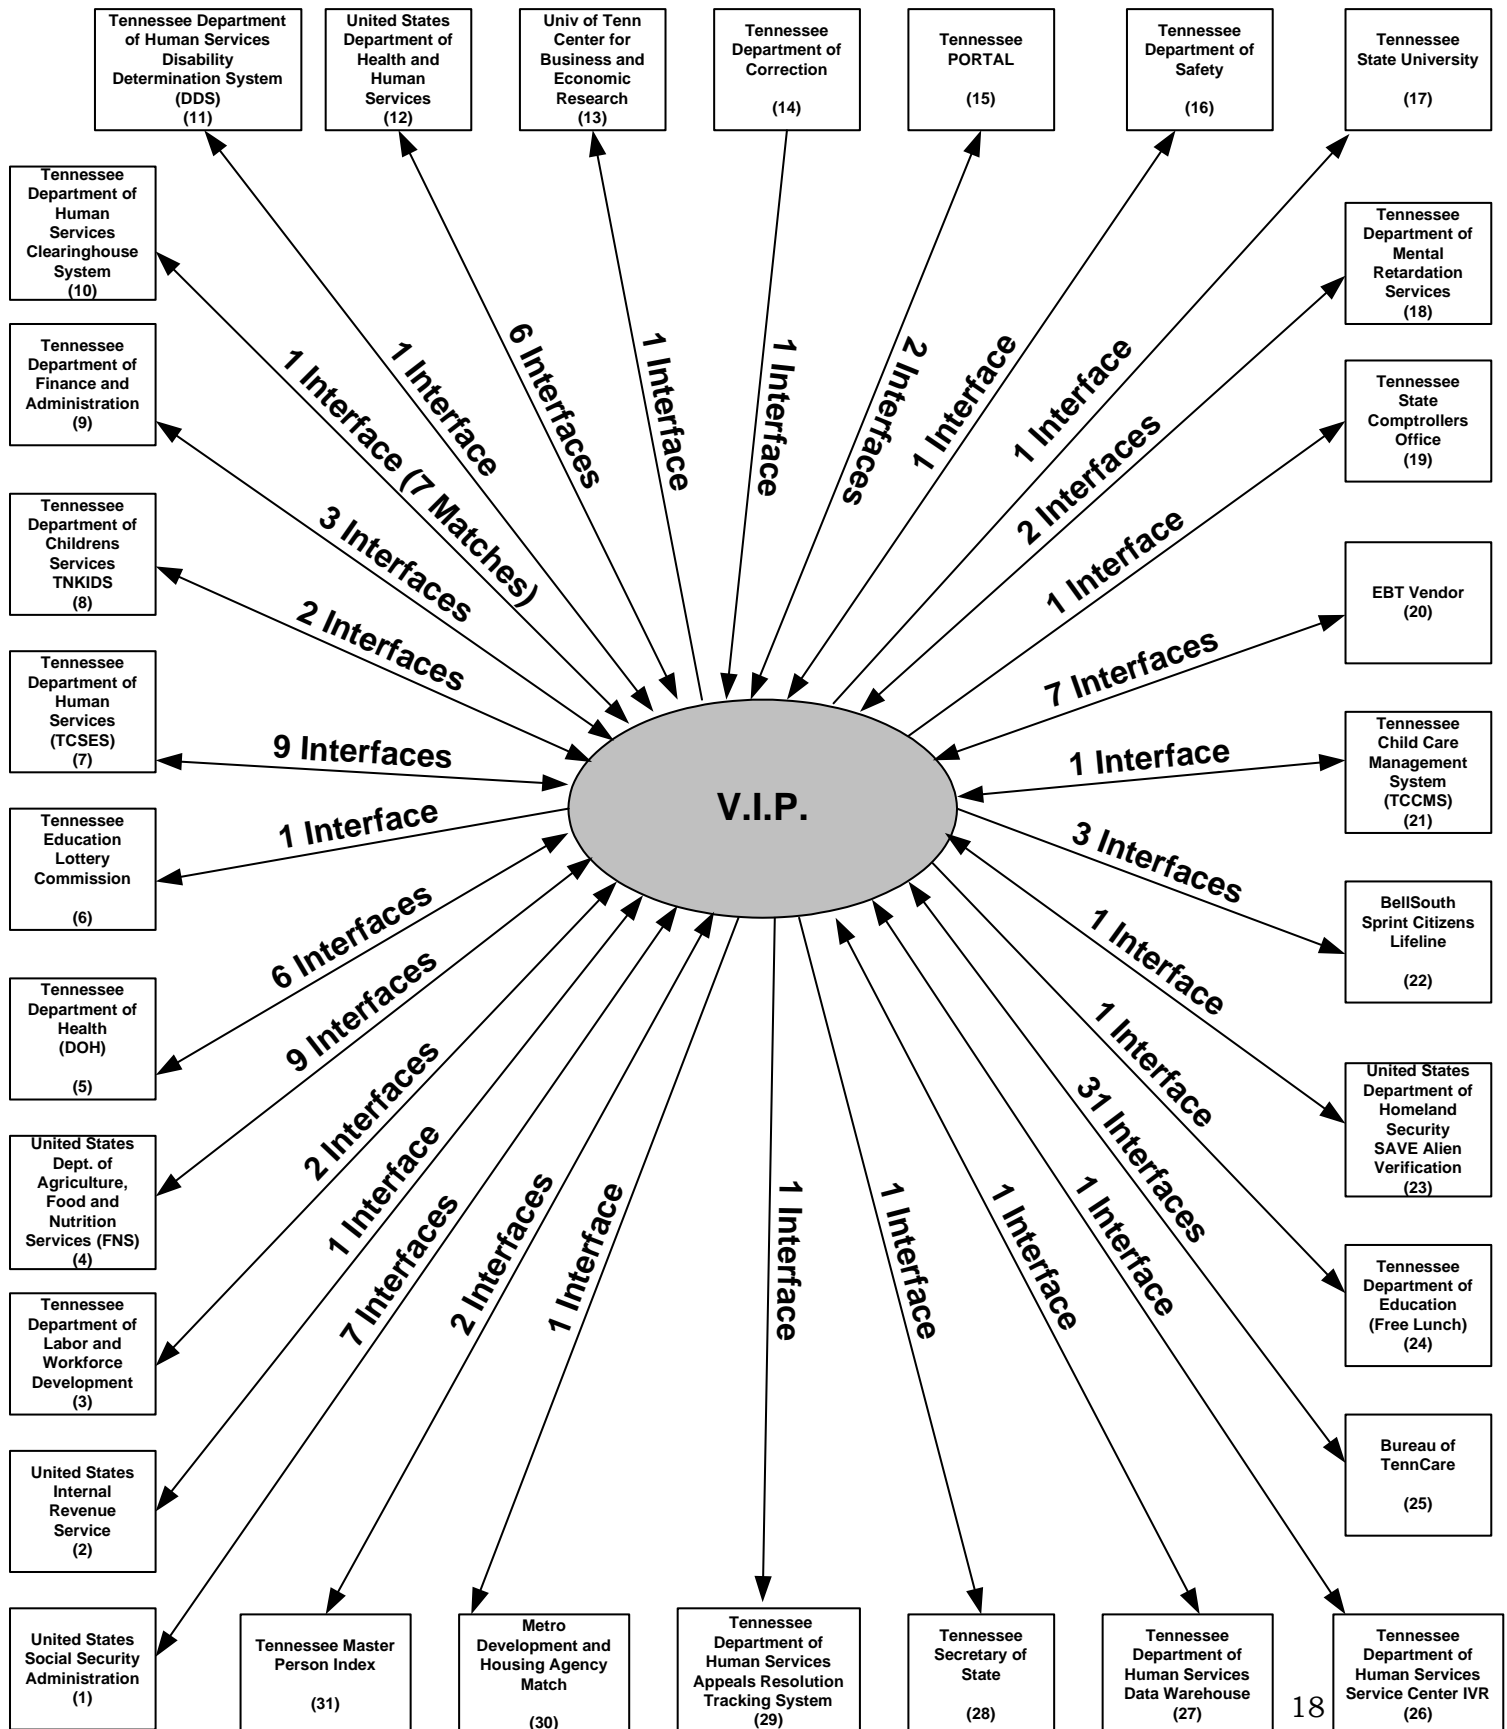 Tennessee Department
of Human Services
Disability
Determination System
(DDS)
(11)
United States
Department of
Health and
Human
Services
(12)
Univ of Tenn
Center for
Business and
Economic
Research
(13)
Tennessee
Department of
Correction
(14)
Tennessee
PORTAL
(15)
Tennessee
Department of
Safety
(16)
Tennessee
State University
(17)
Tennessee
Department of
Human
Services
Clearinghouse
System
(10)
Tennessee
Department of
Finance and
Administration
(9)
Tennessee
Department of
Childrens
Services
TNKIDS
(8)
Tennessee
Department of
Human
Services
(TCSES)
(7)
Tennessee
Education
Lottery
Commission
(6)
Tennessee
Department of
Health
(DOH)
(5)
United States
Dept. of
Agriculture,
Food and
Nutrition
Services (FNS)
(4)
Tennessee
Department of
Labor and
Workforce
Development
(3)
United States
Internal
Revenue
Service
(2)
United States
Social Security
Administration
(1)
1 Interface
6 Interfaces
1 Interface
1 Interface
2 Interfaces
1 Interface
1 Interface
1 Interface (7 Matches)
3 Interfaces
2 Interfaces
9 Interfaces
1 Interface
6 Interfaces
9 Interfaces
2 Interfaces
1 Interface
7 Interfaces
2 Interfaces
1 Interface
1 Interface
1 Interface
1 Interface
1 Interface
31 Interfaces
1 Interface
1 Interface
3 Interfaces
1 Interface
7 Interfaces
1 Interface
2 Interfaces
V.I.P.
Tennessee
Department of
Mental
Retardation
Services
(18)
Tennessee
State
Comptrollers
Office
(19)
EBT Vendor
(20)
Tennessee
Child Care
Management
System
(TCCMS)
(21)
BellSouth
Sprint Citizens
Lifeline
(22)
United States
Department of
Homeland
Security
SAVE Alien
Verification
(23)
Tennessee
Department of
Education
(Free Lunch)
(24)
Bureau of
TennCare
(25)
Tennessee Master
Person Index
(31)
Metro
Development and
Housing Agency
Match
(30)
Tennessee
Department of
Human Services
Appeals Resolution
Tracking System
(29)
Tennessee
Secretary of
State
(28)
Tennessee
Department of
Human Services
Data Warehouse
(27)
18
Tennessee
Department of
Human Services
Service Center IVR
(26)